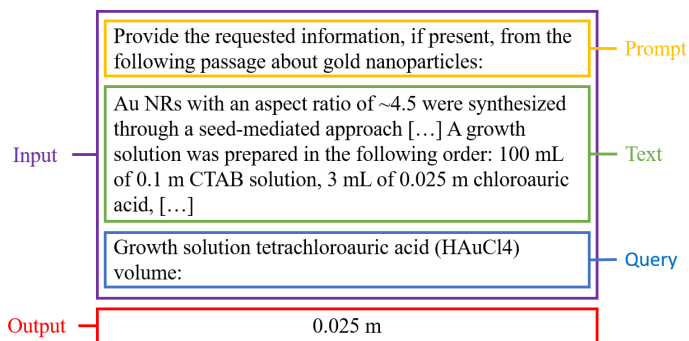 Provide the requested information, if present, from the
following passage about gold nanoparticles:
Prompt
Au NRs with an aspect ratio of ~4.5 were synthesized
through a seed-mediated approach […] A growth
solution was prepared in the following order: 100 mL
of 0.1 m CTAB solution, 3 mL of 0.025 m chloroauric
acid, […]
Input
Text
Growth solution tetrachloroauric acid (HAuCl4)
volume:
Query
Output
0.025 m